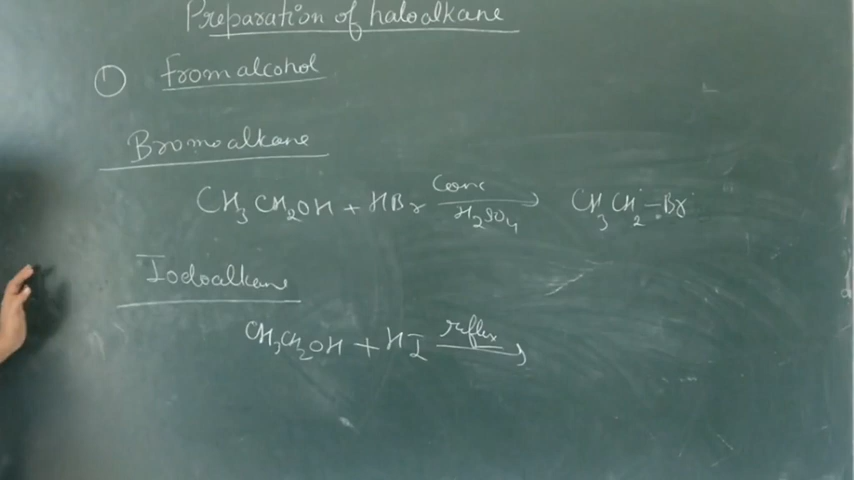 Preparation of haloalkane
① From alcohol
Bromoalkane
CH₃CH₂OH + HBr Conc H₂SO₄ → CH₃CH₂–Br
Iodoalkane
CH₃CH₂OH + HI reflux →